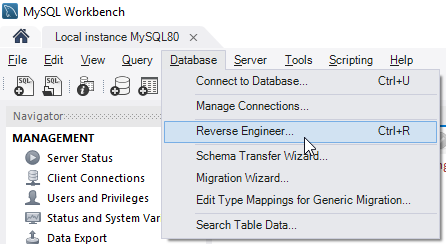 MySQL Workbench
Local instance MySQL80
File Edit View Query Database Server Tools Scripting Help
Connect to Database... Ctrl+U
Manage Connections...
Reverse Engineer... Ctrl+R
Schema Transfer Wizard...
Migration Wizard...
Edit Type Mappings for Generic Migration...
Search Table Data...
Navigator
MANAGEMENT
Server Status
Client Connections
Users and Privileges
Status and System Var
Data Export